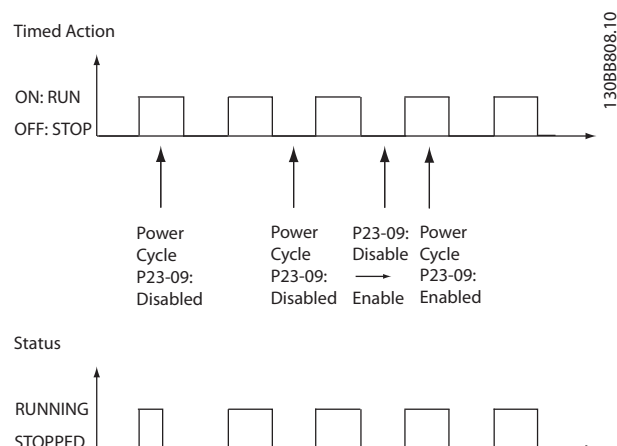 Timed Action
130BB808.10
ON: RUN
OFF: STOP
Power
Cycle
P23-09:
Disabled
Power
Cycle
P23-09:
Disabled
P23-09:
Disable
Enable
Power
Cycle
P23-09:
Enabled
Status
RUNNING
STOPPED